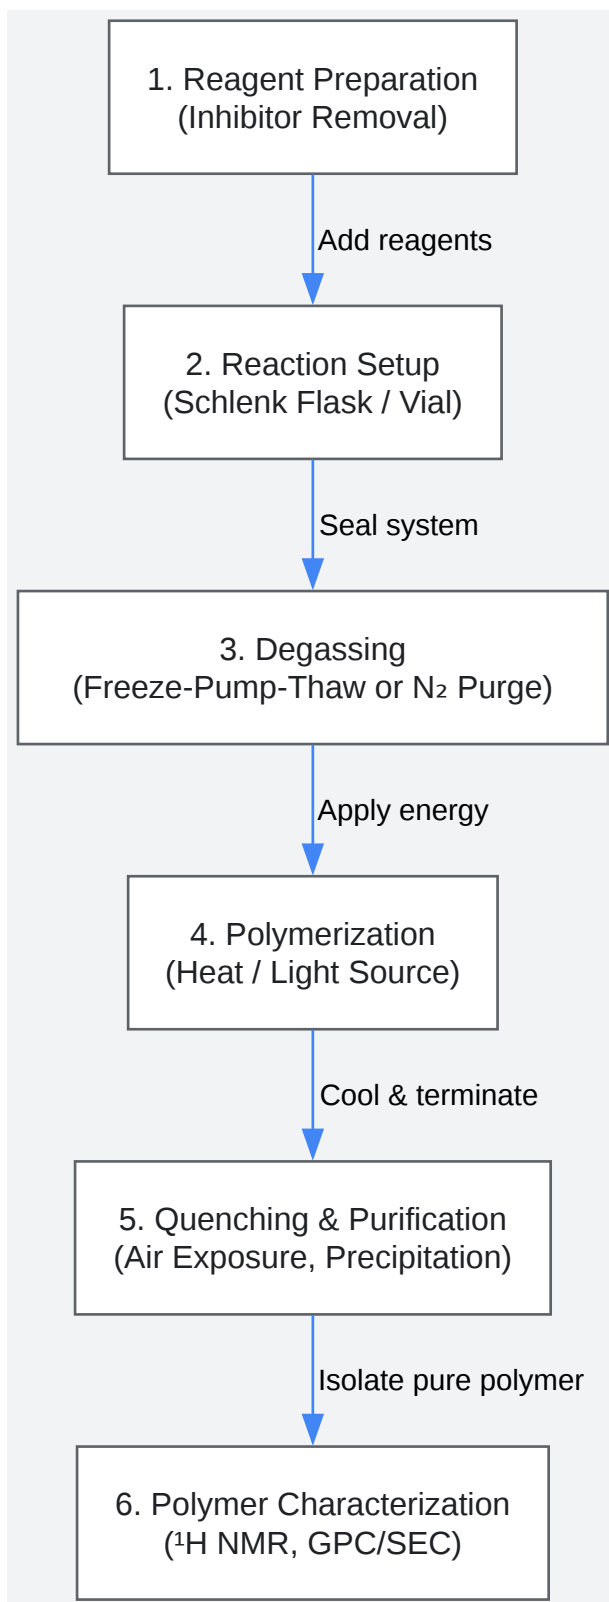 1. Reagent Preparation
(Inhibitor Removal)
Add reagents
2. Reaction Setup
(Schlenk Flask / Vial)
Seal system
3. Degassing
(Freeze-Pump-Thaw or N₂ Purge)
Apply energy
4. Polymerization
(Heat / Light Source)
Cool & terminate
5. Quenching & Purification
(Air Exposure, Precipitation)
Isolate pure polymer
6. Polymer Characterization
(¹H NMR, GPC/SEC)